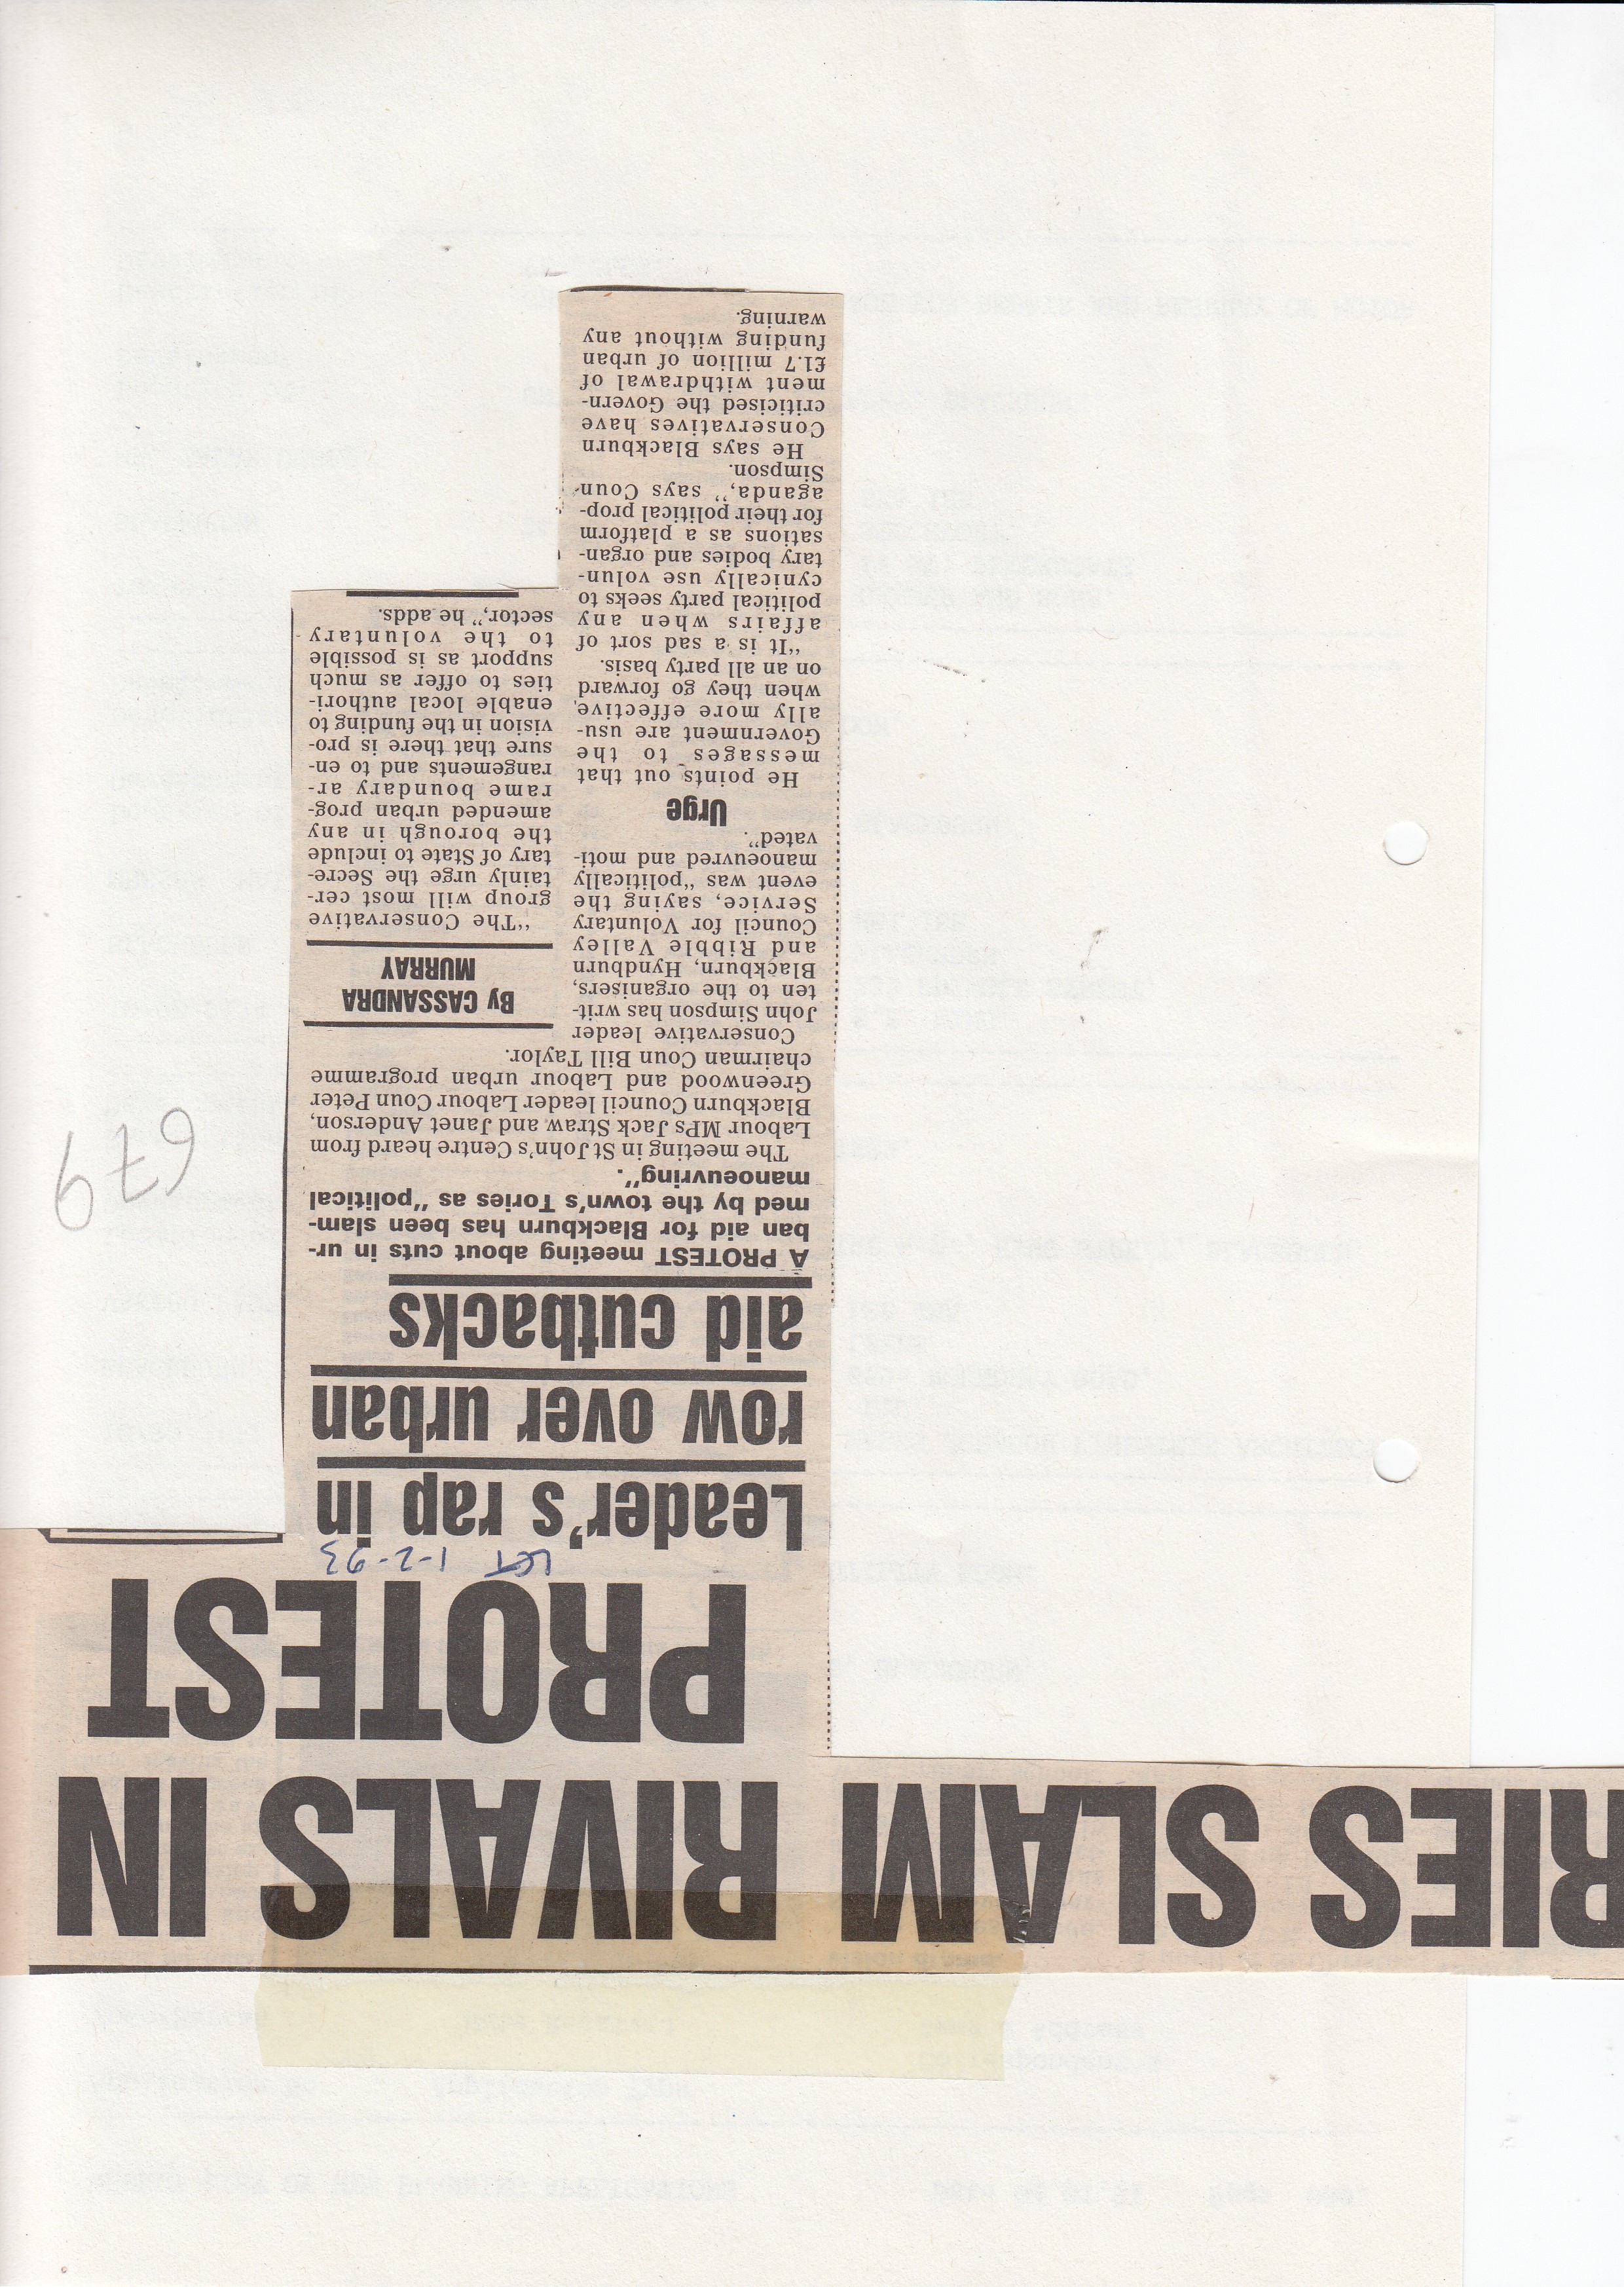 RIES SLAM RIVALS IN
PROTEST
LET 1-2-93
Leader's rap in
row over urban
aid cutbacks
A PROTEST meeting about cuts in ur-
ban aid for Blackburn has been slam-
med by the town's Tories as "political
manoeuvring".
The meeting in St John's Centre heard from
Labour MPs Jack Straw and Janet Anderson,
Blackburn Council leader Labour Coun Peter
Greenwood and Labour urban programme
chairman Coun Bill Taylor.
Conservative leader
John Simpson has writ-
ten to the organisers,
Blackburn, Hyndburn
and Ribble Valley
Council for Voluntary
Service, saying the
event was "politically
manoeuvred and moti-
vated".
Urge
He points out that
messages to the
Government are usu-
ally more effective
when they go forward
on an all party basis.
"It is a sad sort of
affairs when any
political party seeks to
cynically use volun-
tary bodies and organ-
sations as a platform
for their political prop-
aganda," says Coun
Simpson.
He says Blackburn
Conservatives have
criticised the Govern-
ment withdrawal of
£1.7 million of urban
funding without any
warning.
By CASSANDRA
MURRAY
"The Conservative
group will most cer-
tainly urge the Secre-
tary of State to include
the borough in any
amended urban prog-
rame boundary ar-
rangements and to en-
sure that there is pro-
vision in the funding to
enable local authori-
ties to offer as much
support as is possible
to the voluntary
sector," he adds.
679